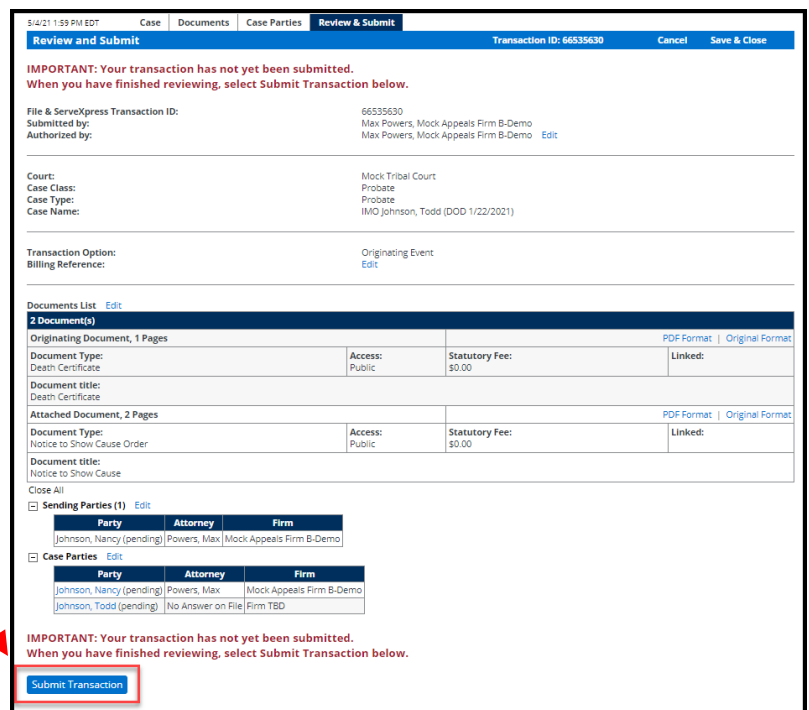 5/4/21 1:59 PM EDT Case Documents Case Parties Review & Submit
Review and Submit Transaction ID: 66535630 Cancel Save & Close
IMPORTANT: Your transaction has not yet been submitted.
When you have finished reviewing, select Submit Transaction below.
File & ServeXpress Transaction ID: 66535630
Submitted by: Max Powers, Mock Appeals Firm B-Demo
Authorized by: Max Powers, Mock Appeals Firm B-Demo Edit
Court: Mock Tribal Court
Case Class: Probate
Case Type: Probate
Case Name: IMO Johnson, Todd (DOD 1/22/2021)
Transaction Option: Originating Event
Billing Reference: Edit
Documents List Edit
2 Document(s)
Originating Document, 1 Pages PDF Format | Original Format
Document Type: Access: Statutory Fee: Linked:
Death Certificate Public $0.00
Document title:
Death Certificate
Attached Document, 2 Pages PDF Format | Original Format
Document Type: Access: Statutory Fee: Linked:
Notice to Show Cause Order Public $0.00
Document title:
Notice to Show Cause
Close All
Sending Parties (1) Edit
Party Attorney Firm
Johnson, Nancy (pending) Powers, Max Mock Appeals Firm B-Demo
Case Parties Edit
Party Attorney Firm
Johnson, Nancy (pending) Powers, Max Mock Appeals Firm B-Demo
Johnson, Todd (pending) No Answer on File Firm TBD
IMPORTANT: Your transaction has not yet been submitted.
When you have finished reviewing, select Submit Transaction below.
Submit Transaction